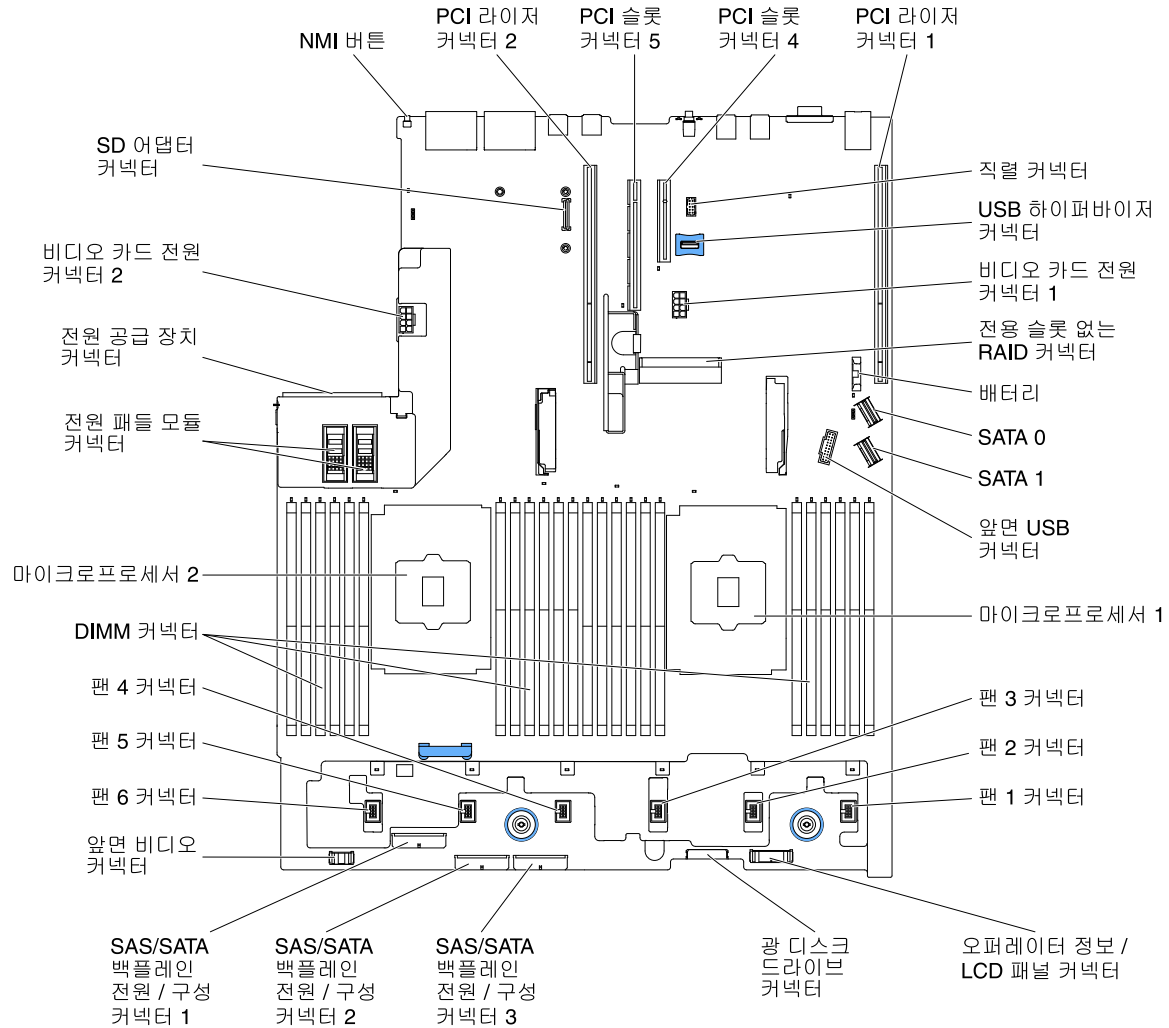 PCI 라이저
커넥터 2
PCI 슬롯
커넥터 5
PCI 슬롯
커넥터 4
PCI 라이저
커넥터 1
NMI 버튼
SD 어댑터
커넥터
비디오 카드 전원
커넥터 2
전원 공급 장치
커넥터
전원 패들 모듈
커넥터
마이크로프로세서 2
DIMM 커넥터
팬 4 커넥터
팬 5 커넥터
팬 6 커넥터
앞면 비디오
커넥터
직렬 커넥터
USB 하이퍼바이저
커넥터
비디오 카드 전원
커넥터 1
전용 슬롯 없는
RAID 커넥터
배터리
SATA 0
SATA 1
앞면 USB
커넥터
마이크로프로세서 1
팬 3 커넥터
팬 2 커넥터
팬 1 커넥터
SAS/SATA
백플레인
전원 / 구성
커넥터 1
SAS/SATA
백플레인
전원 / 구성
커넥터 2
SAS/SATA
백플레인
전원 / 구성
커넥터 3
광 디스크
드라이브
커넥터
오퍼레이터 정보 /
LCD 패널 커넥터